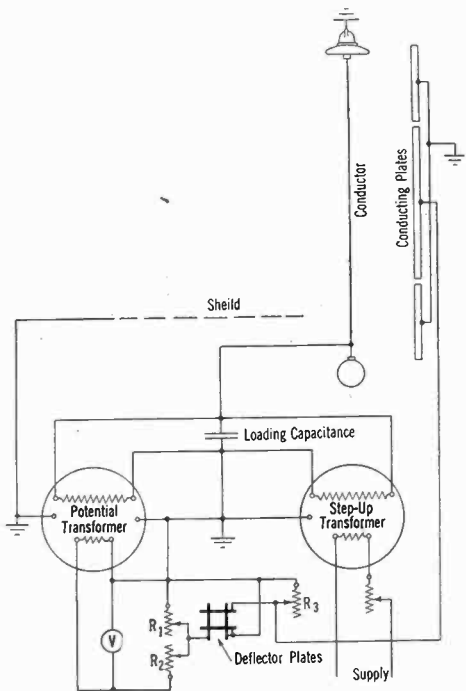 Conductor
Conducting Plates
Sheild
Loading Capacitance
Potential
Transformer
Step-Up
Transformer
V
R1
R2
R3
Deflector Plates
Supply